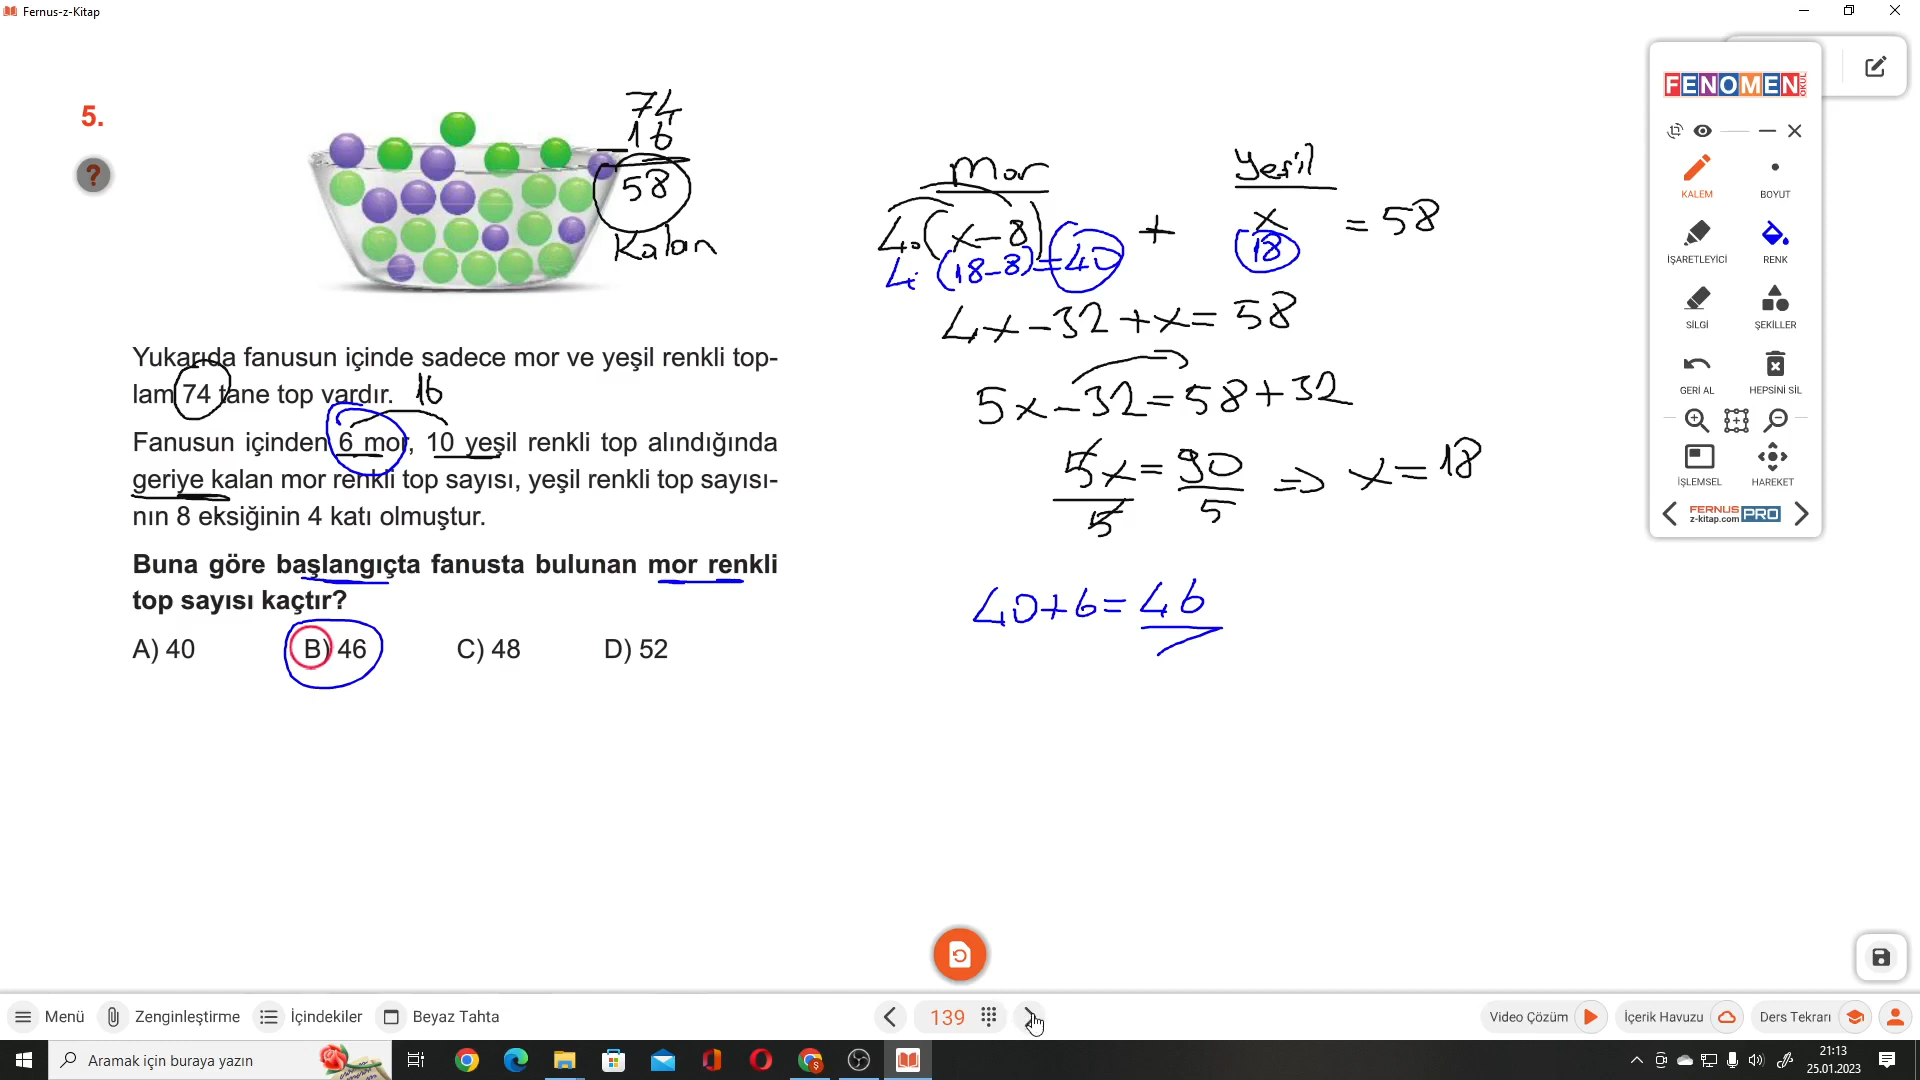 Fernus-z-Kitap
5.
?
74
16
58
Kalan
Mor
Yeşil
4.(x-8) + x = 58
4.(18-8)=40
18
4x-32+x=58
5x-32=58+32
5x = 90 => x=18
5 5
40+6=46
Yukarıda fanusun içinde sadece mor ve yeşil renkli top-
lam 74 tane top vardır. 16
Fanusun içinden 6 mor, 10 yeşil renkli top alındığında
geriye kalan mor renkli top sayısı, yeşil renkli top sayısı-
nın 8 eksiğinin 4 katı olmuştur.
Buna göre başlangıçta fanusta bulunan mor renkli
top sayısı kaçtır?
A) 40 B) 46 C) 48 D) 52
FENOMEN OKUL
KALEM BOYUT
İŞARETLEYİCİ RENK
SİLGİ ŞEKİLLER
GERİ AL HEPSİNİ SİL
İŞLEMSEL HAREKET
FERNUS
z-kitap.com PRO
Menü Zenginleştirme İçindekiler Beyaz Tahta 139 Video Çözüm İçerik Havuzu Ders Tekrarı
Aramak için buraya yazın
21:13
25.01.2023